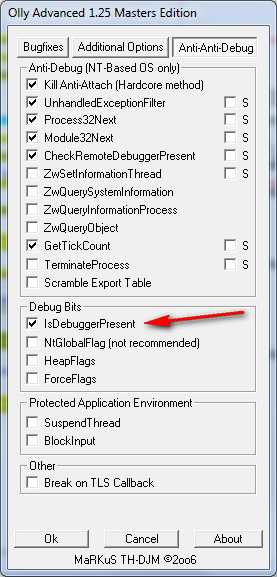 Olly Advanced 1.25 Masters Edition
Bugfixes Additional Options Anti-Anti-Debug
Anti-Debug (NT-Based OS only)
Kill Anti-Attach (Hardcore method)
UnhandledExceptionFilter S
Process32Next S
Module32Next S
CheckRemoteDebuggerPresent S
ZwSetInformationThread S
ZwQuerySystemInformation
ZwQueryInformationProcess
ZwQueryObject
GetTickCount S
TerminateProcess S
Scramble Export Table
Debug Bits
IsDebuggerPresent
NtGlobalFlag (not recommended)
HeapFlags
ForceFlags
Protected Application Environment
SuspendThread
BlockInput
Other
Break on TLS Callback
Ok Cancel About
MaRKuS TH-DJM ©2oo6